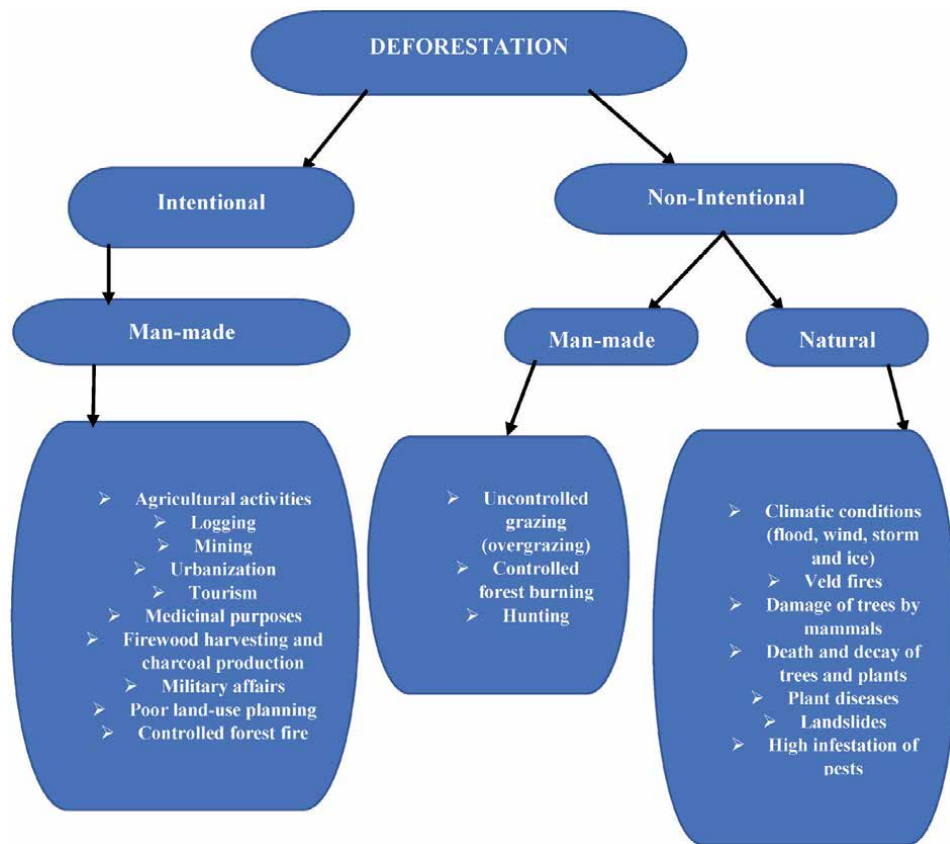 DEFORESTATION
Intentional
Non-Intentional
Man-made
Man-made
Natural
➢ Agricultural activities
➢ Logging
➢ Mining
➢ Urbanization
➢ Tourism
➢ Medicinal purposes
➢ Firewood harvesting and
charcoal production
➢ Military affairs
➢ Poor land-use planning
➢ Controlled forest fire
➢ Uncontrolled
grazing
(overgrazing)
➢ Controlled
forest burning
➢ Hunting
➢ Climatic conditions
(flood, wind, storm
and ice)
➢ Veld fires
➢ Damage of trees by
mammals
➢ Death and decay of
trees and plants
➢ Plant diseases
➢ Landslides
➢ High infestation of
pests